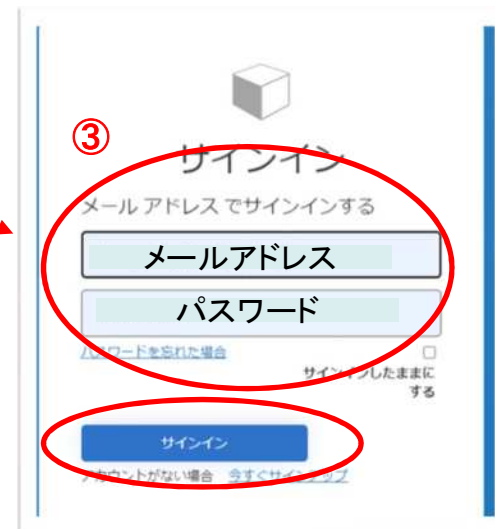 ③
サインイン
メール アドレス でサインインする
メールアドレス
パスワード
パスワードを忘れた場合
サインインしたままに
する
サインイン
アカウントがない場合 今すぐサインアップ